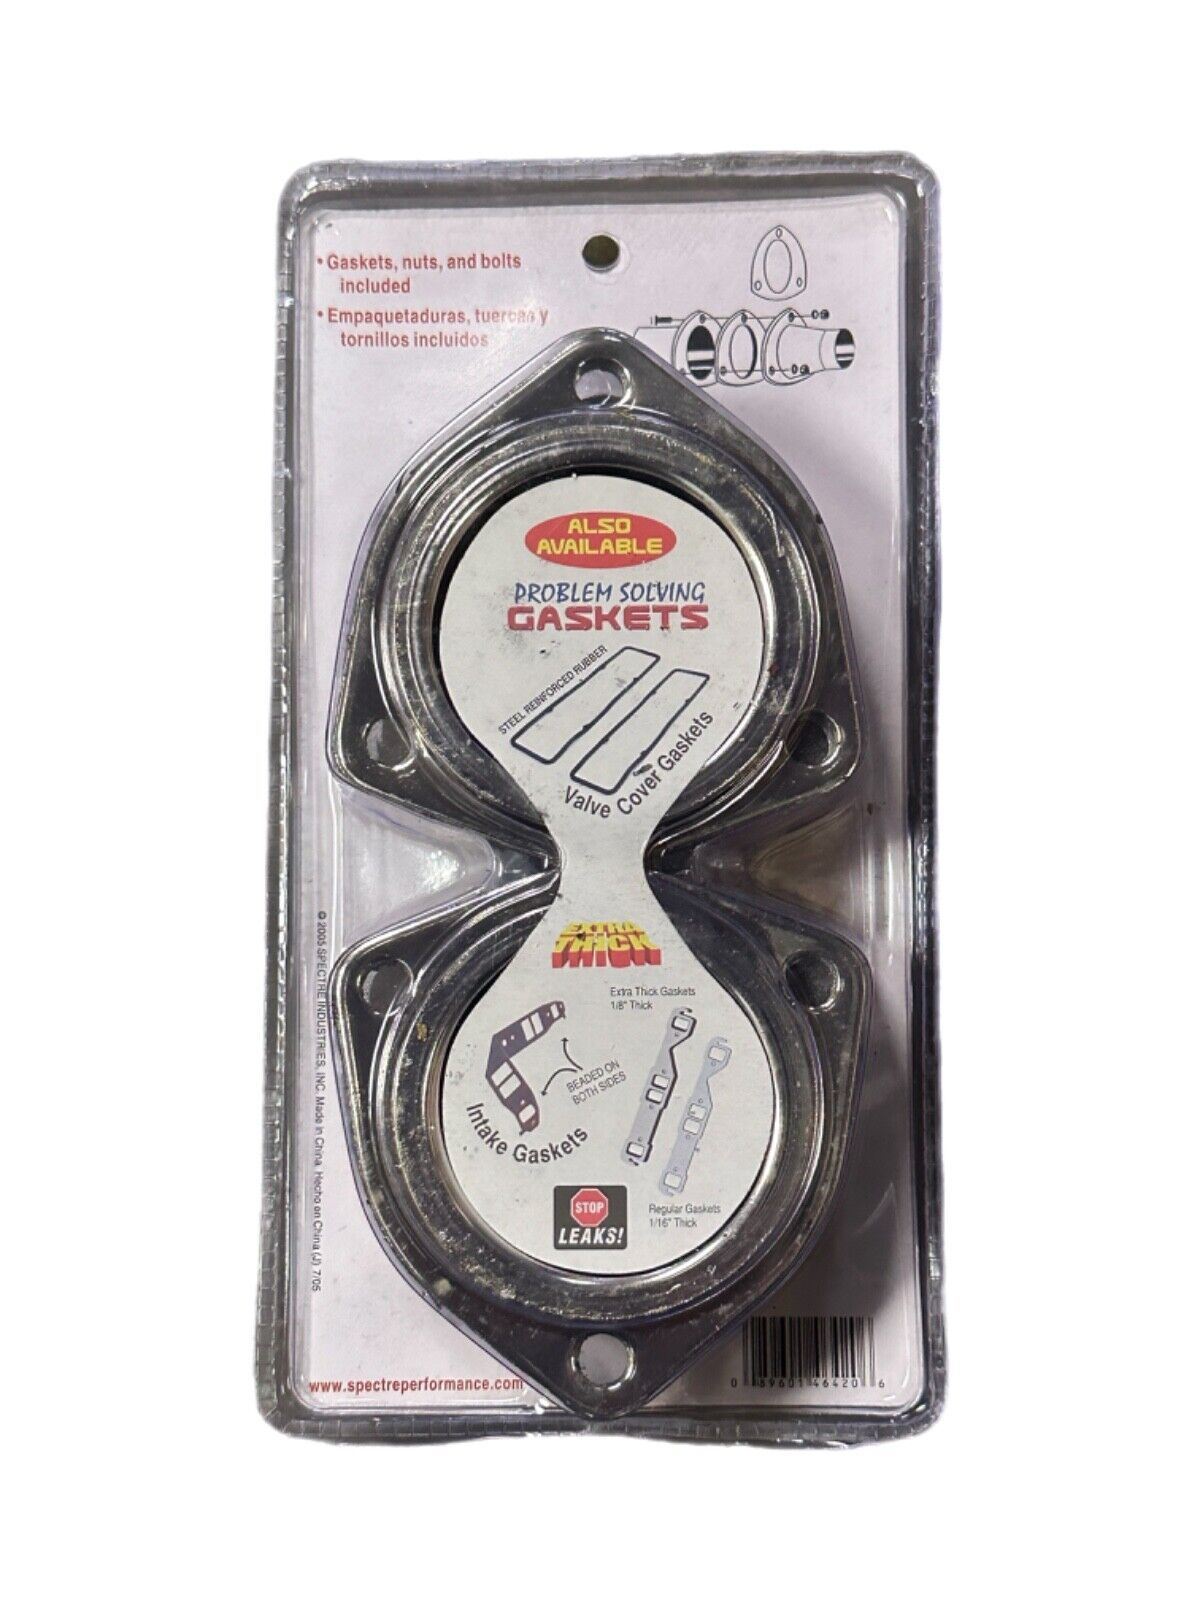 • Gaskets, nuts, and bolts
included
• Empaquetaduras, tuercas y
tornillos incluidos
ALSO
AVAILABLE
PROBLEM SOLVING
GASKETS
STEEL REINFORCED RUBBER
Valve Cover Gaskets
EXTRA
THICK
Extra Thick Gaskets
1/8" Thick
BEADED ON
BOTH SIDES
Intake Gaskets
Regular Gaskets
1/16" Thick
STOP
LEAKS!
© 2005 SPECTRE INDUSTRIES, INC. Made in China. Hecho en China (J) 7/05
www.spectreperformance.com
0 89601 46420 6